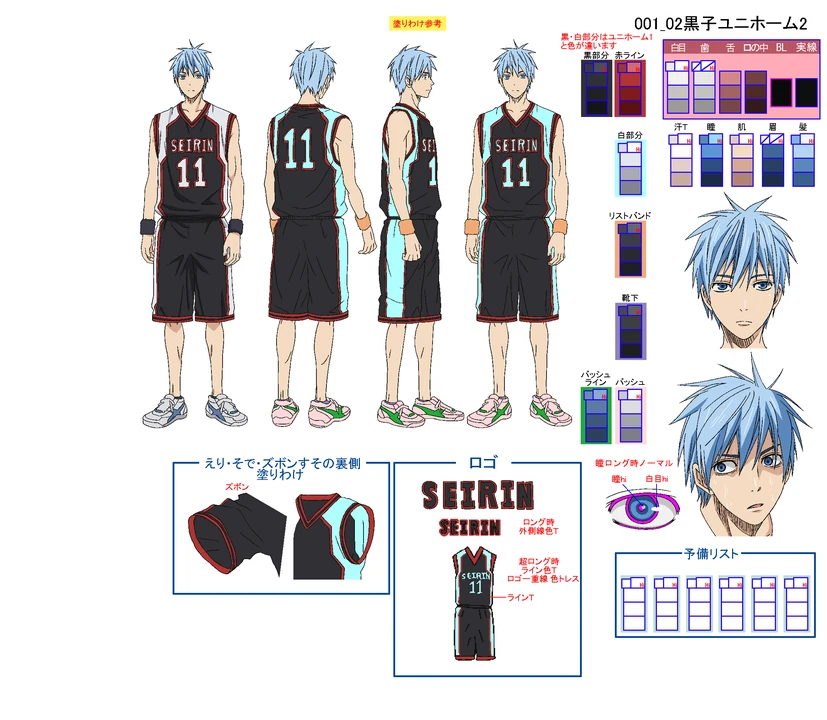 塗りわけ参考
001_02黒子ユニホーム2
黒・白部分はユニホーム1
と色が違います
黒部分 赤ライン
白目 歯 舌 口の中 BL 実線
汗T 瞳 肌 眉 髪
白部分
リストバンド
靴下
バッシュ
ライン
バッシュ
SEIRIN
11
11
SEIRIN
11
えり・そで・ズボンすその裏側
塗りわけ
ズボン
ロゴ
SEIRIN
SEIRIN
ロング時
外側線色T
超ロング時
ライン色T
ロゴ一重線 色トレス
SEIRIN
11
ラインT
瞳ロング時ノーマル
瞳hi 白目hi
予備リスト